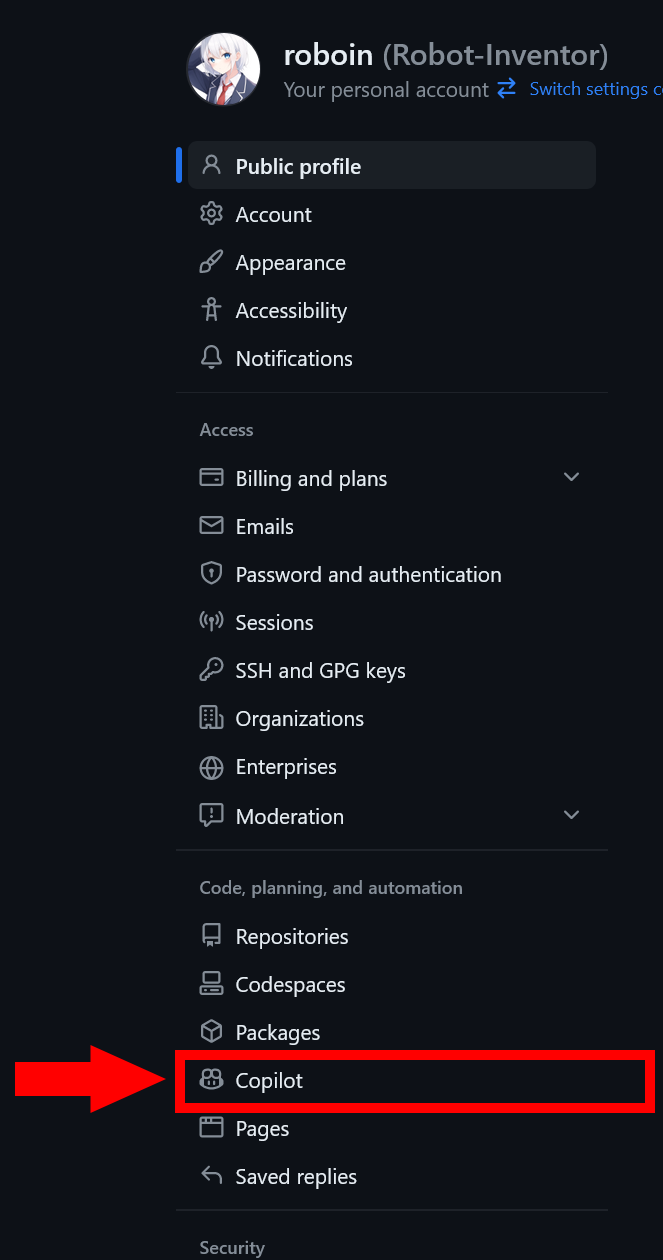 roboin (Robot-Inventor)
Your personal account Switch settings c
Public profile
Account
Appearance
Accessibility
Notifications
Access
Billing and plans
Emails
Password and authentication
Sessions
SSH and GPG keys
Organizations
Enterprises
Moderation
Code, planning, and automation
Repositories
Codespaces
Packages
Copilot
Pages
Saved replies
Security